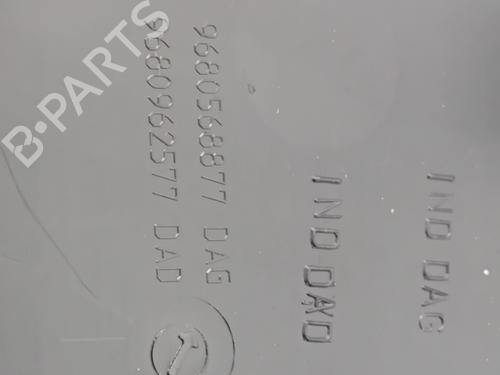 IND DAG
IND DAD
9680568877 DAG
9680962577 DAD
B-PARTS